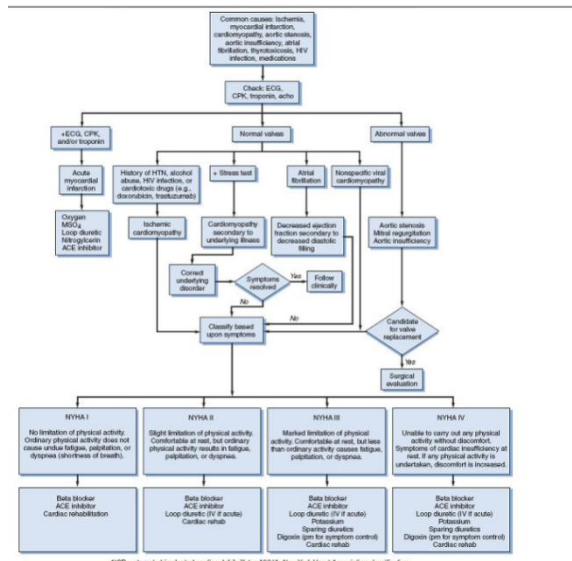 Common causes: Ischemia,
myocardial infarction,
cardiomyopathy, aortic stenosis,
aortic insufficiency, atrial
fibrillation, thyrotoxicosis, HIV
infection, medications
Check: ECG,
CPK, troponin, echo
+ECG, CPK,
and/or troponin
Normal valves
Abnormal valves
Acute
myocardial
infarction
History of HTN, alcohol
abuse, HIV infection, or
cardiotoxic drugs (e.g.,
doxorubicin, trastuzumab)
+ Stress test
Atrial
fibrillation
Nonspecific viral
cardiomyopathy
Oxygen
MSO4
Loop diuretic
Nitroglycerin
ACE inhibitor
Ischemic
cardiomyopathy
Cardiomyopathy
secondary to
underlying illness
Decreased ejection
fraction secondary to
decreased diastolic
filling
Aortic stenosis
Mitral regurgitation
Aortic insufficiency
Correct
underlying
disorder
Symptoms
resolved
Yes
Follow
clinically
No
No
Classify based
upon symptoms
Candidate
for valve
replacement
Yes
Surgical
evaluation
NYHA I
No limitation of physical activity.
Ordinary physical activity does not
cause undue fatigue, palpitation, or
dyspnea (shortness of breath).
NYHA II
Slight limitation of physical activity.
Comfortable at rest, but ordinary
physical activity results in fatigue,
palpitation, or dyspnea.
NYHA III
Marked limitation of physical
activity. Comfortable at rest, but less
than ordinary activity causes fatigue,
palpitation, or dyspnea.
NYHA IV
Unable to carry out any physical
activity without discomfort.
Symptoms of cardiac insufficiency at
rest. If any physical activity is
undertaken, discomfort is increased.
Beta blocker
ACE inhibitor
Cardiac rehabilitation
Beta blocker
ACE inhibitor
Loop diuretic (IV if acute)
Cardiac rehab
Beta blocker
ACE inhibitor
Loop diuretic (IV if acute)
Potassium
Sparing diuretics
Digoxin (prn for symptom control)
Cardiac rehab
Beta blocker
ACE inhibitor
Loop diuretic (IV if acute)
Potassium
Sparing diuretics
Digoxin (prn for symptom control)
Cardiac rehab